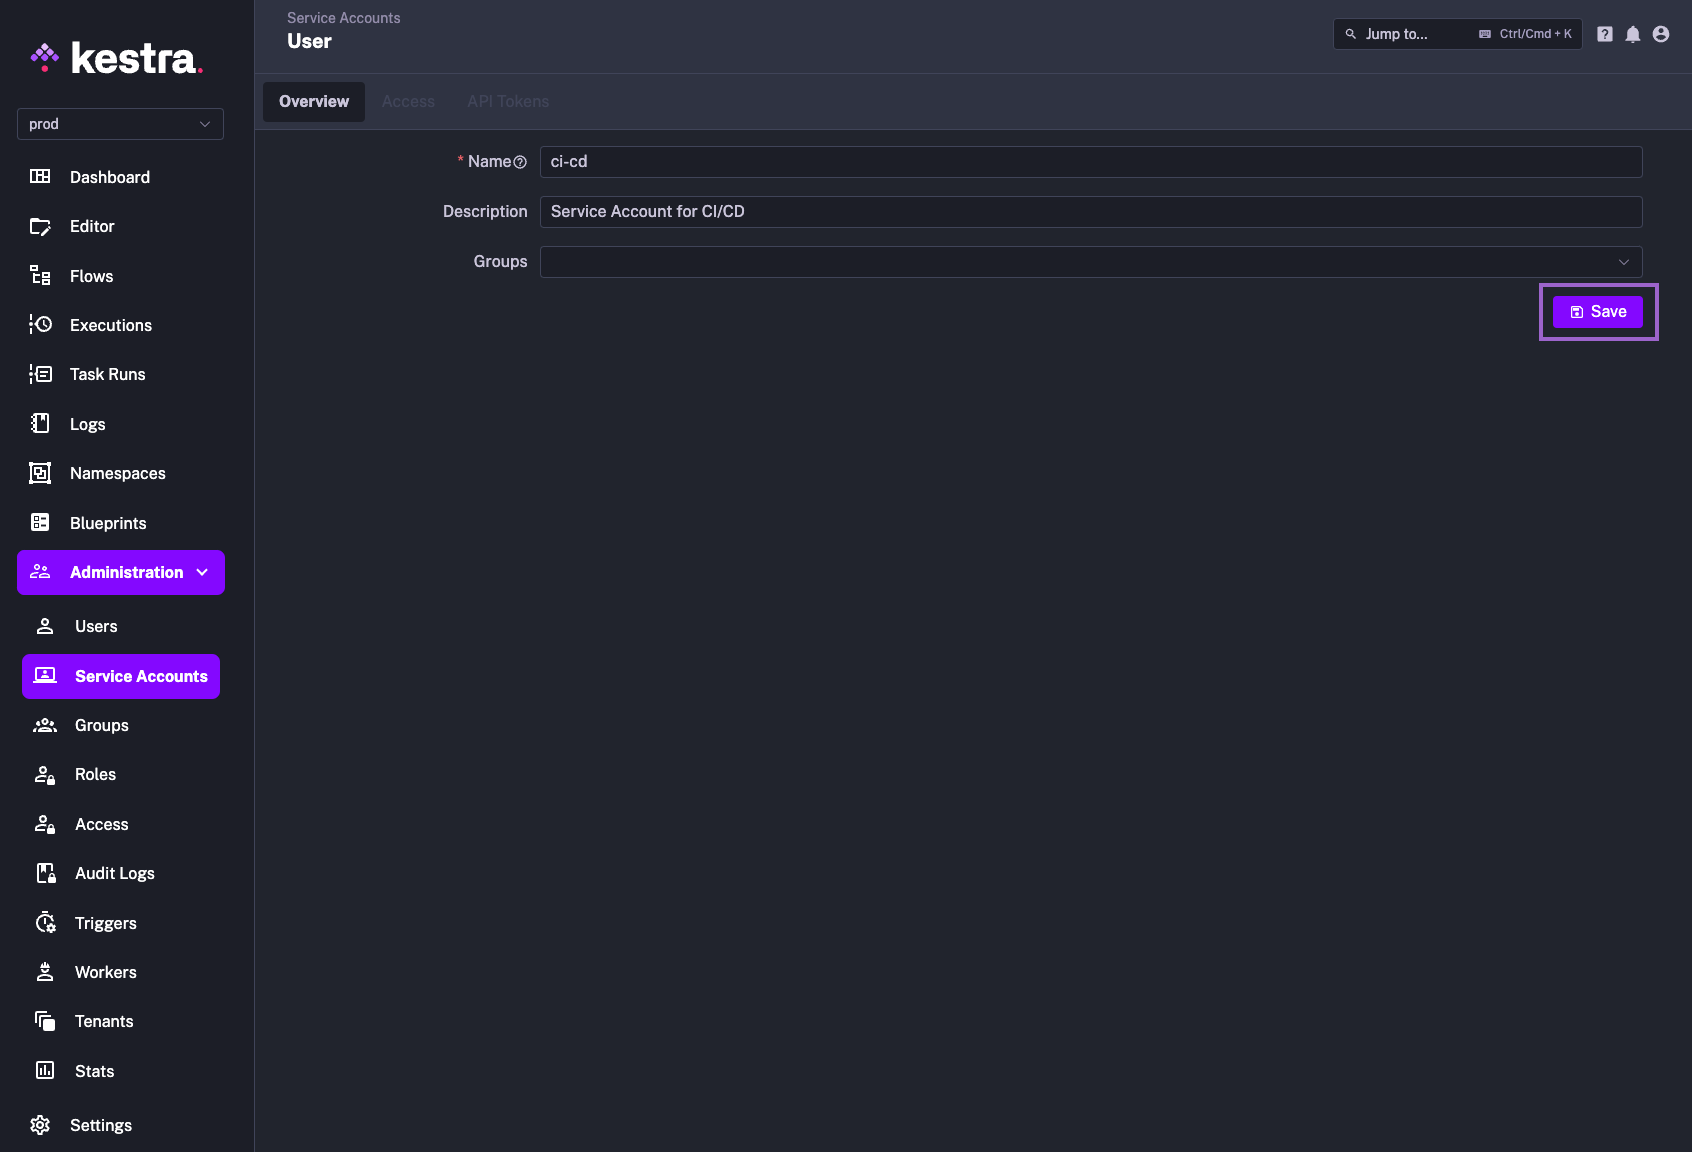 kestra.
prod
Dashboard
Editor
Flows
Executions
Task Runs
Logs
Namespaces
Blueprints
Administration
Users
Service Accounts
Groups
Roles
Access
Audit Logs
Triggers
Workers
Tenants
Stats
Settings
Service Accounts
User
Jump to... Ctrl/Cmd + K
Overview Access API Tokens
* Name ci-cd
Description Service Account for CI/CD
Groups
Save